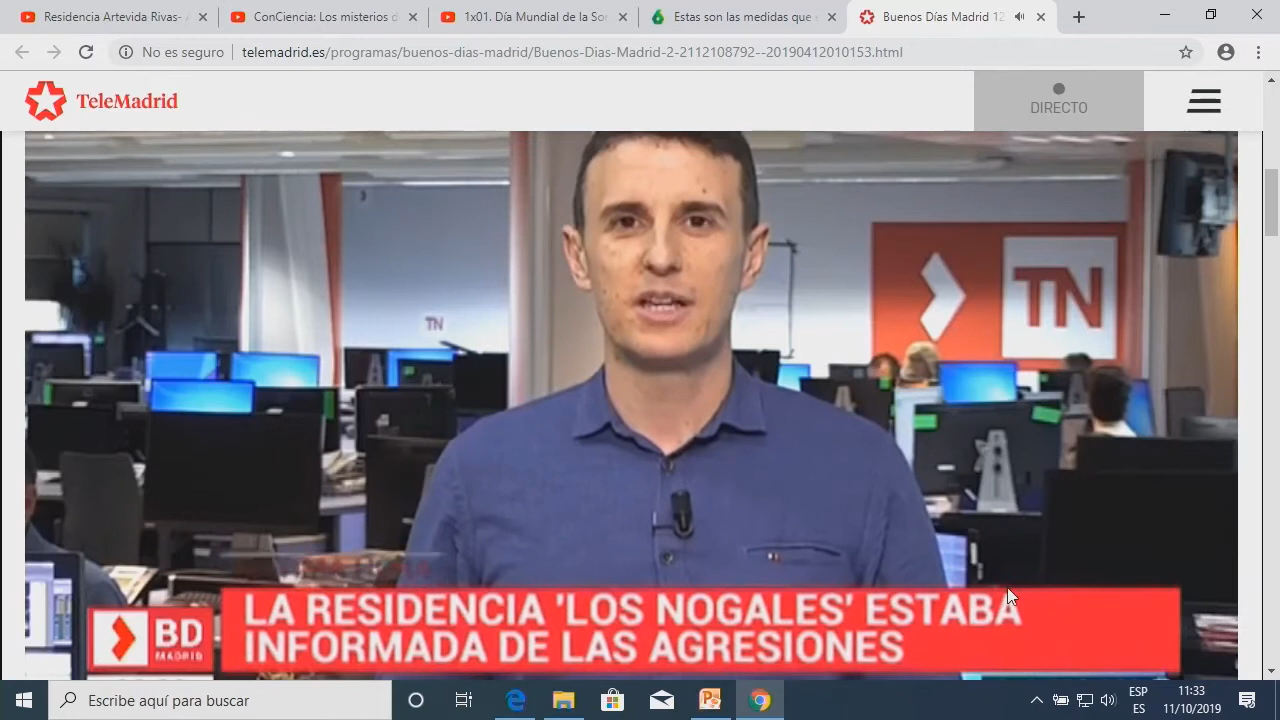 Residencia Artevida Rivas- A
ConCiencia: Los misterios d
1x01. Día Mundial de la Son
Estas son las medidas que s
Buenos Días Madrid 12
No es seguro
telemadrid.es/programas/buenos-dias-madrid/Buenos-Dias-Madrid-2-2112108792--20190412010153.html
TeleMadrid
DIRECTO
TN
TN
LA RESIDENCIA 'LOS NOGALES' ESTABA
INFORMADA DE LAS AGRESIONES
BD
MADRID
Escribe aquí para buscar
ESP
ES
11:33
11/10/2019